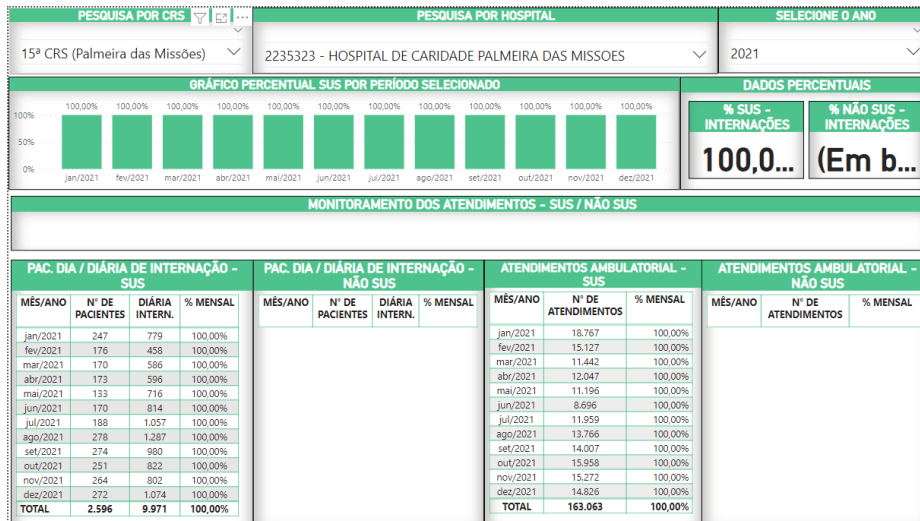 PESQUISA POR CRS
PESQUISA POR HOSPITAL
SELECIONE O ANO
15ª CRS (Palmeira das Missões)
2235323 - HOSPITAL DE CARIDADE PALMEIRA DAS MISSOES
2021
GRÁFICO PERCENTUAL SUS POR PERÍODO SELECIONADO
100,00% 100,00% 100,00% 100,00% 100,00% 100,00% 100,00% 100,00% 100,00% 100,00% 100,00% 100,00%
100%
50%
0%
jan/2021 fev/2021 mar/2021 abr/2021 mai/2021 jun/2021 jul/2021 ago/2021 set/2021 out/2021 nov/2021 dez/2021
DADOS PERCENTUAIS
% SUS -
INTERNAÇÕES
100,0...
% NÃO SUS -
INTERNAÇÕES
(Em b...
MONITORAMENTO DOS ATENDIMENTOS - SUS / NÃO SUS
PAC. DIA / DIÁRIA DE INTERNAÇÃO -
SUS
MÊS/ANO N° DE PACIENTES DIÁRIA INTERN. % MENSAL
jan/2021 247 779 100,00%
fev/2021 176 458 100,00%
mar/2021 170 586 100,00%
abr/2021 173 596 100,00%
mai/2021 133 716 100,00%
jun/2021 170 814 100,00%
jul/2021 188 1.057 100,00%
ago/2021 278 1.287 100,00%
set/2021 274 980 100,00%
out/2021 251 822 100,00%
nov/2021 264 802 100,00%
dez/2021 272 1.074 100,00%
TOTAL 2.596 9.971 100,00%
PAC. DIA / DIÁRIA DE INTERNAÇÃO -
NÃO SUS
MÊS/ANO N° DE PACIENTES DIÁRIA INTERN. % MENSAL
ATENDIMENTOS AMBULATORIAL -
SUS
MÊS/ANO N° DE ATENDIMENTOS % MENSAL
jan/2021 18.767 100,00%
fev/2021 15.127 100,00%
mar/2021 11.442 100,00%
abr/2021 12.047 100,00%
mai/2021 11.196 100,00%
jun/2021 8.696 100,00%
jul/2021 11.959 100,00%
ago/2021 13.766 100,00%
set/2021 14.007 100,00%
out/2021 15.958 100,00%
nov/2021 15.272 100,00%
dez/2021 14.826 100,00%
TOTAL 163.063 100,00%
ATENDIMENTOS AMBULATORIAL -
NÃO SUS
MÊS/ANO N° DE ATENDIMENTOS % MENSAL